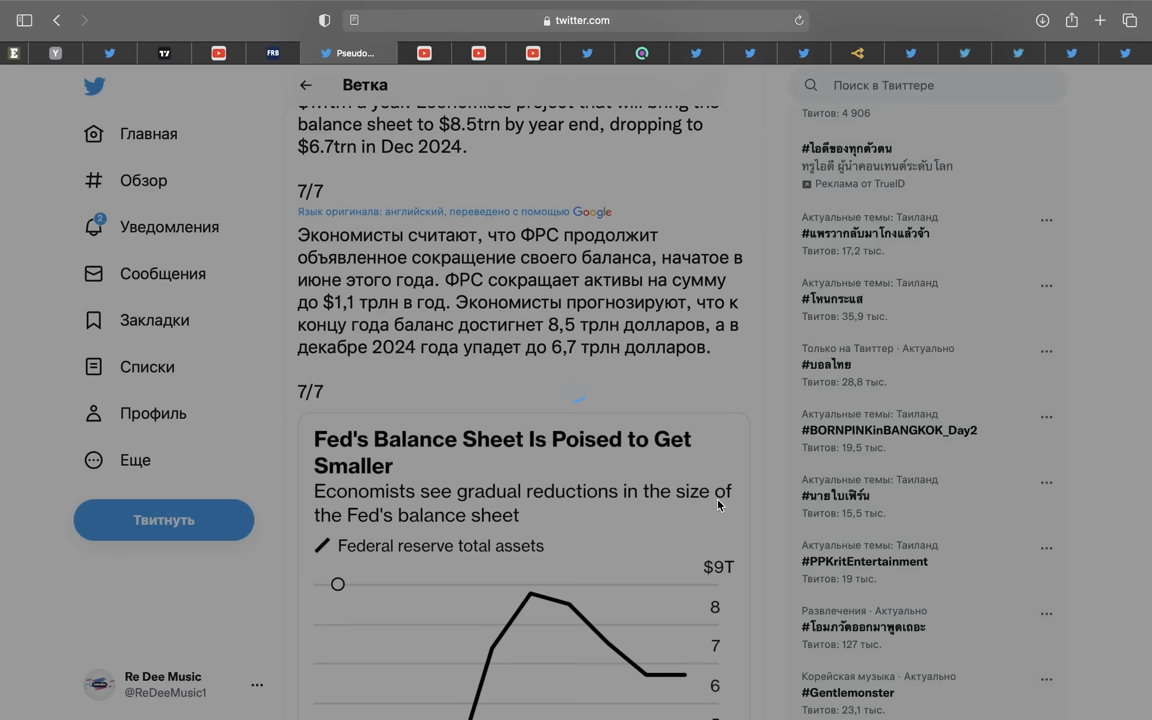 twitter.com
E
Y
TV
FRB
Pseudo...
Ветка
$1.1trn a year. Economists project that will bring the
balance sheet to $8.5trn by year end, dropping to
$6.7trn in Dec 2024.
7/7
Язык оригинала: английский, переведено с помощью Google
Экономисты считают, что ФРС продолжит
объявленное сокращение своего баланса, начатое в
июне этого года. ФРС сокращает активы на сумму
до $1,1 трлн в год. Экономисты прогнозируют, что к
концу года баланс достигнет 8,5 трлн долларов, а в
декабре 2024 года упадет до 6,7 трлн долларов.
7/7
Fed's Balance Sheet Is Poised to Get
Smaller
Economists see gradual reductions in the size of
the Fed's balance sheet
Federal reserve total assets
$9T
8
7
6
Главная
Обзор
2
Уведомления
Сообщения
Закладки
Списки
Профиль
Еще
Твитнуть
Re Dee Music
@ReDeeMusic1
Поиск в Твиттере
Твитов: 4 906
#ไอดีของทุกตัวตน
ทรูไอดี ผู้นำคอนเทนต์ระดับโลก
Реклама от TrueID
Актуальные темы: Таиланд
#แพรวากลับมาโกงแล้วจ้า
Твитов: 17,2 тыс.
Актуальные темы: Таиланд
#โหนกระแส
Твитов: 35,9 тыс.
Только на Твиттер · Актуально
#บอลไทย
Твитов: 28,8 тыс.
Актуальные темы: Таиланд
#BORNPINKinBANGKOK_Day2
Твитов: 19,5 тыс.
Актуальные темы: Таиланд
#นายใบเฟิร์น
Твитов: 15,5 тыс.
Актуальные темы: Таиланд
#PPKritEntertainment
Твитов: 19 тыс.
Развлечения · Актуально
#โอมภวัตออกมาพูดเถอะ
Твитов: 127 тыс.
Корейская музыка · Актуально
#Gentlemonster
Твитов: 23,1 тыс.